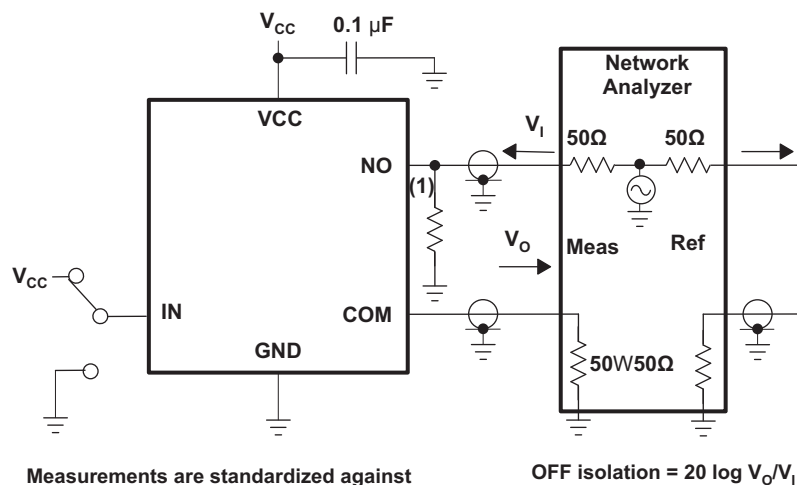 VCC
0.1 µF
Network
Analyzer
VCC
VI
50Ω
50Ω
NO
(1)
VO
Meas
Ref
VCC
IN
COM
GND
50W50Ω
Measurements are standardized against
OFF isolation = 20 log VO/VI